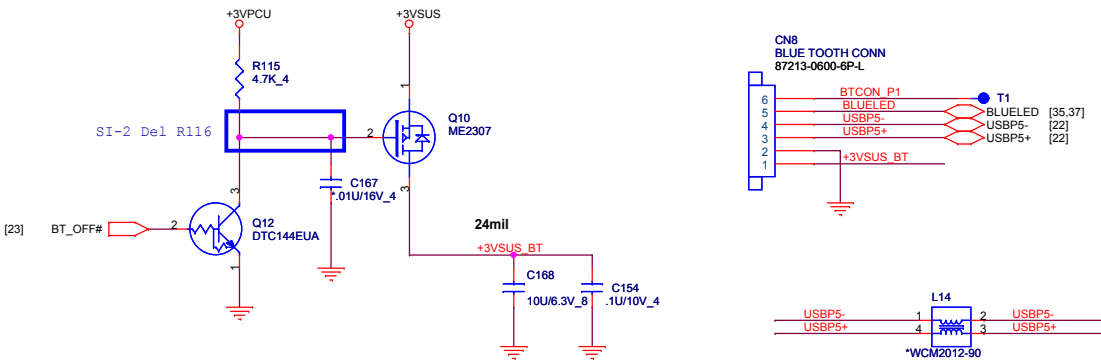 +3VPCU
+3VSUS
R115
4.7K_4
1
SI-2 Del R116
2
Q10
ME2307
3
C167
*.01U/16V_4
3
[23] BT_OFF# 2
Q12
DTC144EUA
1
24mil
+3VSUS_BT
C168
10U/6.3V_8
C154
.1U/10V_4
CN8
BLUE TOOTH CONN
87213-0600-6P-L
6 BTCON_P1 T1
5 BLUELED BLUELED [35,37]
4 USBP5- USBP5- [22]
3 USBP5+ USBP5+ [22]
2
1 +3VSUS_BT
L14
USBP5- 1 2 USBP5-
USBP5+ 4 3 USBP5+
*WCM2012-90